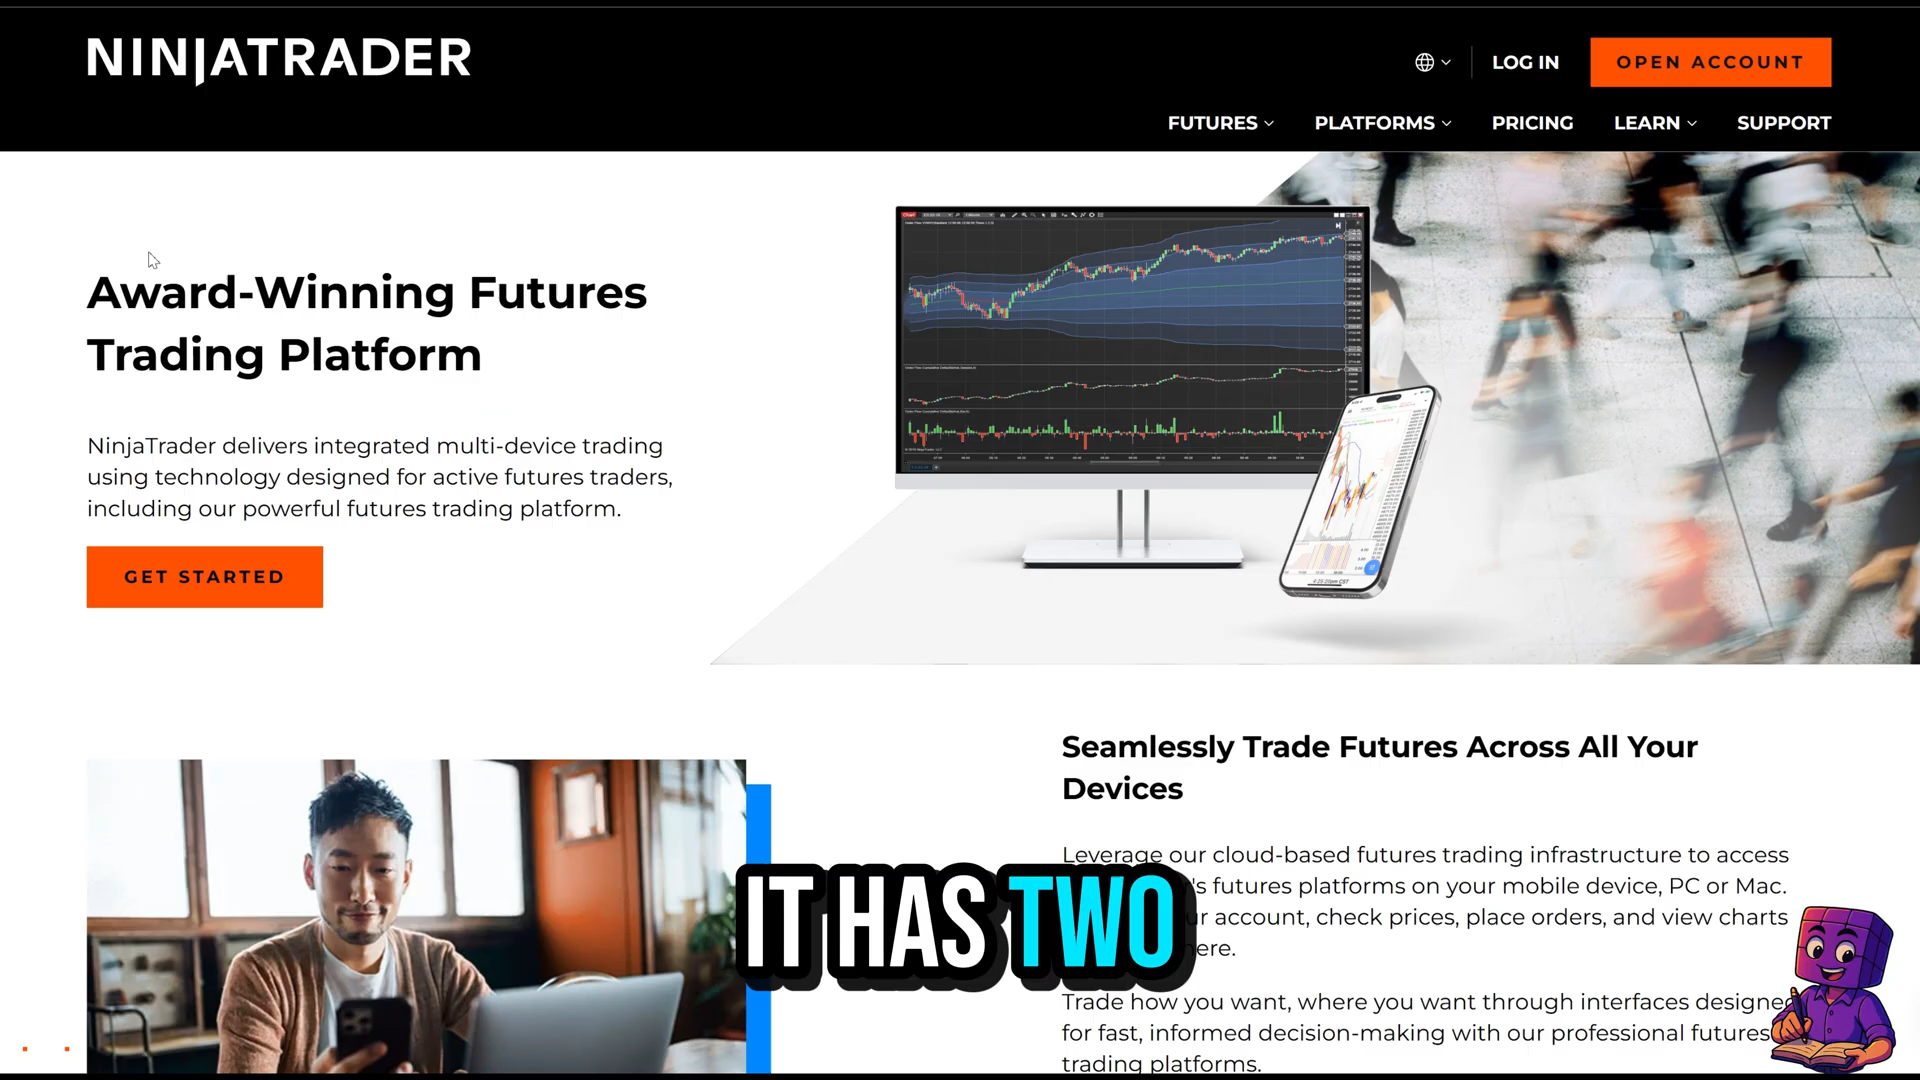 NINJATRADER
LOG IN
OPEN ACCOUNT
FUTURES
PLATFORMS
PRICING
LEARN
SUPPORT
Award-Winning Futures
Trading Platform
NinjaTrader delivers integrated multi-device trading
using technology designed for active futures traders,
including our powerful futures trading platform.
GET STARTED
Seamlessly Trade Futures Across All Your
Devices
Leverage our cloud-based futures trading infrastructure to access
's futures platforms on your mobile device, PC or Mac.
account, check prices, place orders, and view charts
Trade how you want, where you want through interfaces designed
for fast, informed decision-making with our professional futures
trading platforms.
IT HAS TWO